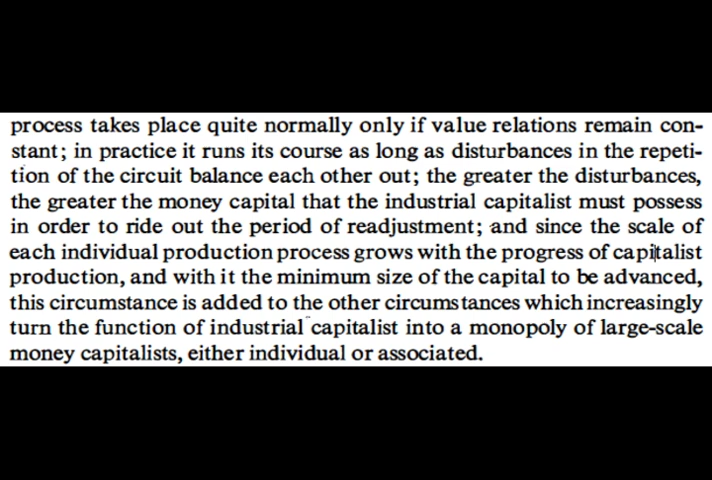 process takes place quite normally only if value relations remain con-
stant; in practice it runs its course as long as disturbances in the repeti-
tion of the circuit balance each other out; the greater the disturbances,
the greater the money capital that the industrial capitalist must possess
in order to ride out the period of readjustment; and since the scale of
each individual production process grows with the progress of capitalist
production, and with it the minimum size of the capital to be advanced,
this circumstance is added to the other circumstances which increasingly
turn the function of industrial capitalist into a monopoly of large-scale
money capitalists, either individual or associated.